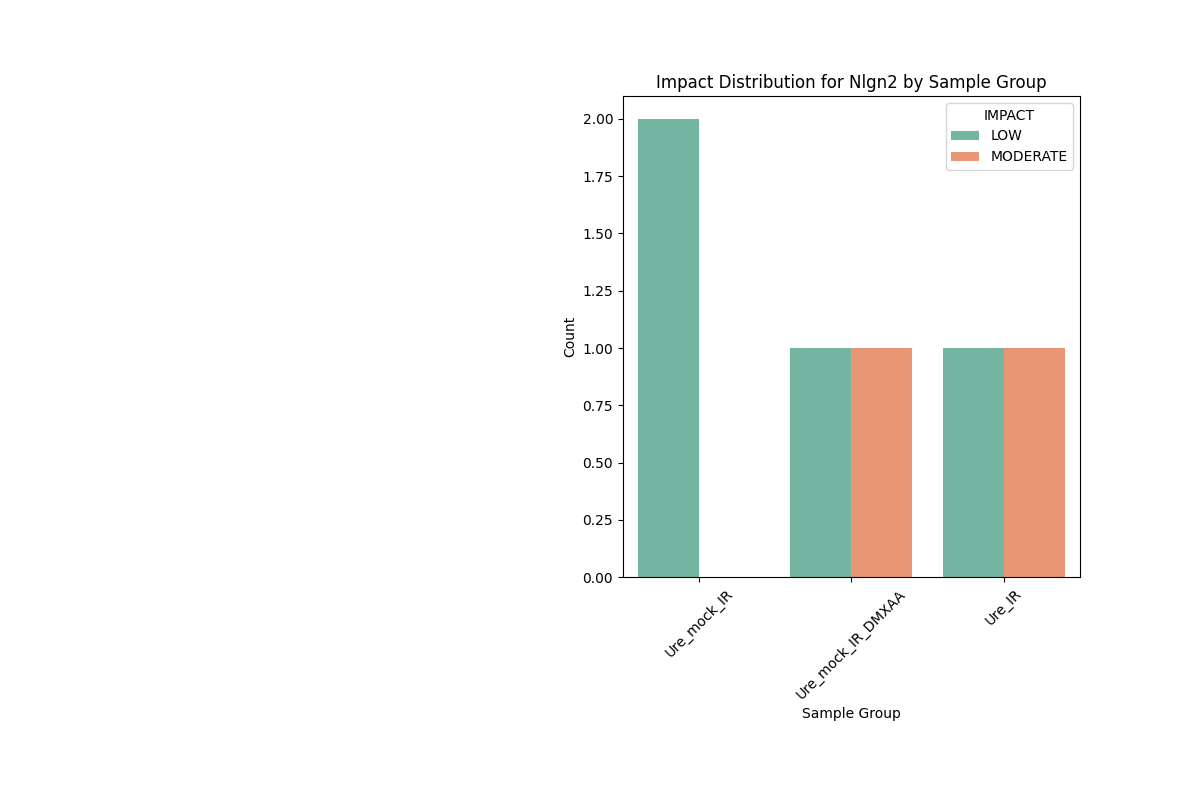 Impact Distribution for Nlgn2 by Sample Group
IMPACT
LOW
MODERATE
2.00
1.75
1.50
1.25
1.00
0.75
0.50
0.25
0.00
Count
Ure_mock_IR
Ure_mock_IR_DMXAA
Ure_IR
Sample Group